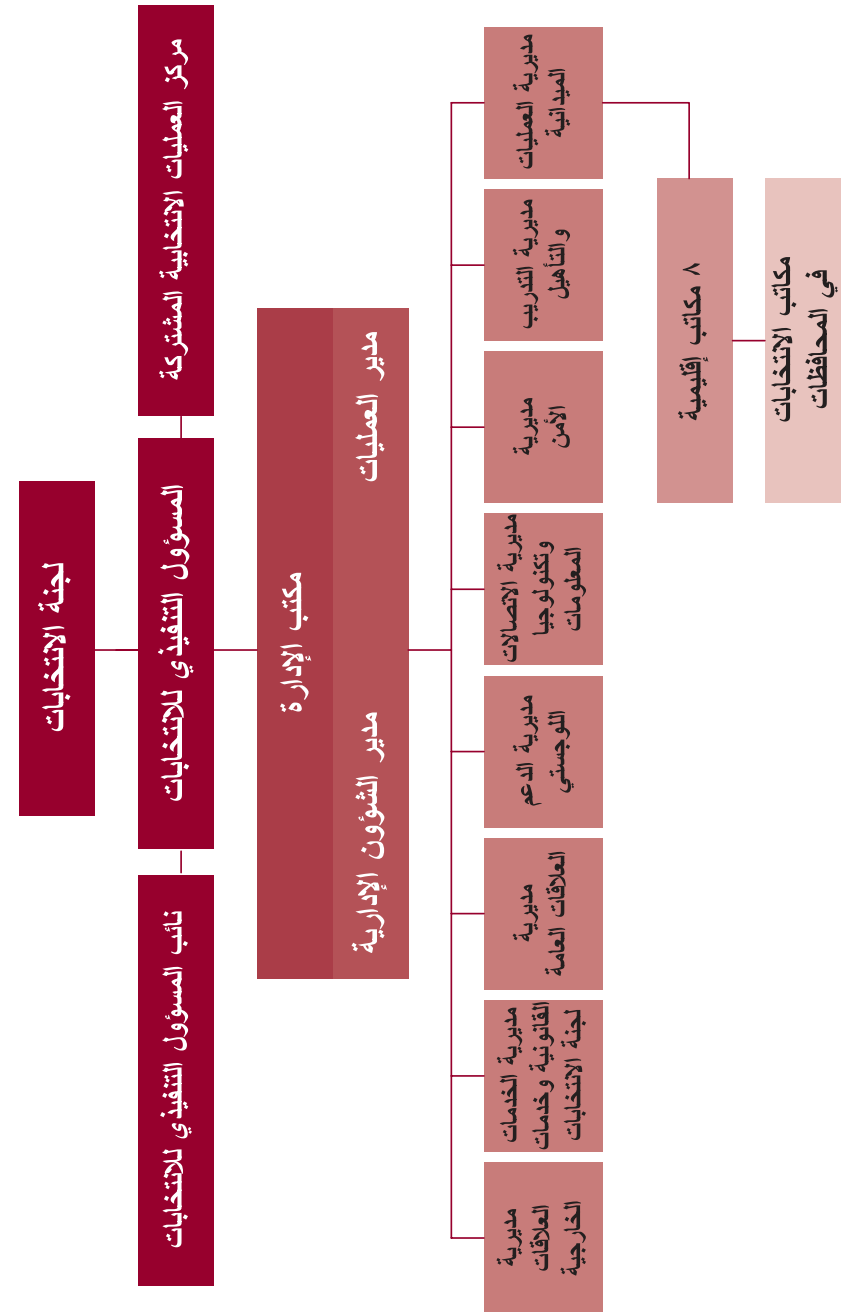 لجنة الانتخابات
مركز العمليات الانتخابية المشتركة
المسؤول التنفيذي للانتخابات
نائب المسؤول التنفيذي للانتخابات
مكتب الإدارة
مدير العمليات
مدير الشؤون الإدارية
مديرية العمليات
الميدانية
مديرية التدريب
والتأهيل
مديرية
الأمن
مديرية الاتصالات
وتكنولوجيا
المعلومات
مديرية الدعم
اللوجستي
مديرية
العلاقات العامة
مديرية الخدمات
القانونية وخدمات
لجنة الانتخابات
مديرية
العلاقات
الخارجية
٨ مكاتب إقليمية
مكاتب الانتخابات
في المحافظات